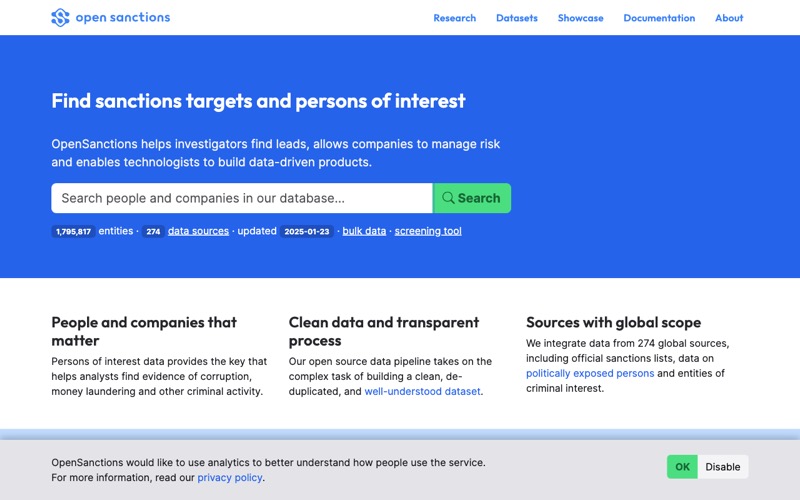 open sanctions
Research Datasets Showcase Documentation About
Find sanctions targets and persons of interest
OpenSanctions helps investigators find leads, allows companies to manage risk
and enables technologists to build data-driven products.
Search people and companies in our database...
Search
1,795,817 entities · 274 data sources · updated 2025-01-23 · bulk data · screening tool
People and companies that
matter
Persons of interest data provides the key that
helps analysts find evidence of corruption,
money laundering and other criminal activity.
Clean data and transparent
process
Our open source data pipeline takes on the
complex task of building a clean, de-
duplicated, and well-understood dataset.
Sources with global scope
We integrate data from 274 global sources,
including official sanctions lists, data on
politically exposed persons and entities of
criminal interest.
OpenSanctions would like to use analytics to better understand how people use the service.
For more information, read our privacy policy.
OK Disable